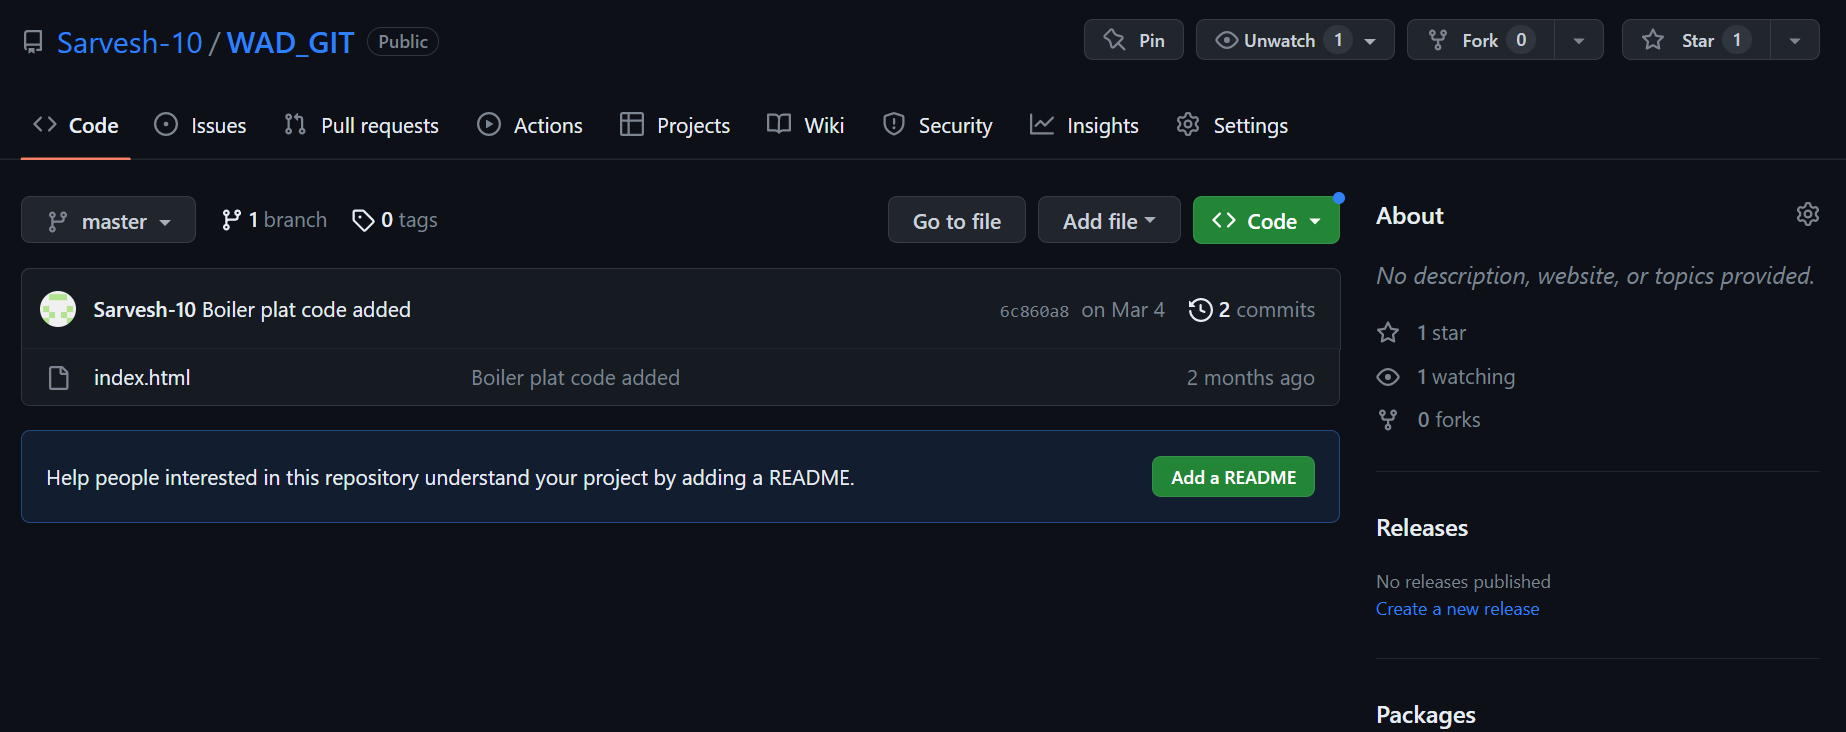 Sarvesh-10 / WAD_GIT Public Pin Unwatch 1 Fork 0 Star 1
Code Issues Pull requests Actions Projects Wiki Security Insights Settings
master 1 branch 0 tags Go to file Add file Code
Sarvesh-10 Boiler plat code added 6c860a8 on Mar 4 2 commits
index.html Boiler plat code added 2 months ago
Help people interested in this repository understand your project by adding a README. Add a README
About
No description, website, or topics provided.
1 star
1 watching
0 forks
Releases
No releases published
Create a new release
Packages